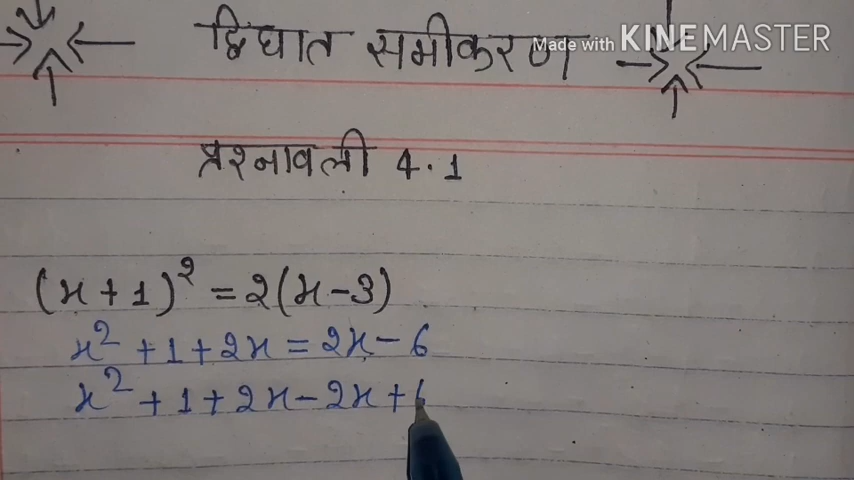 द्विघात समीकरण
Made with KINEMASTER
प्रश्नावली 4.1
(x+1)² = 2(x-3)
x² + 1 + 2x = 2x - 6
x² + 1 + 2x - 2x + 6